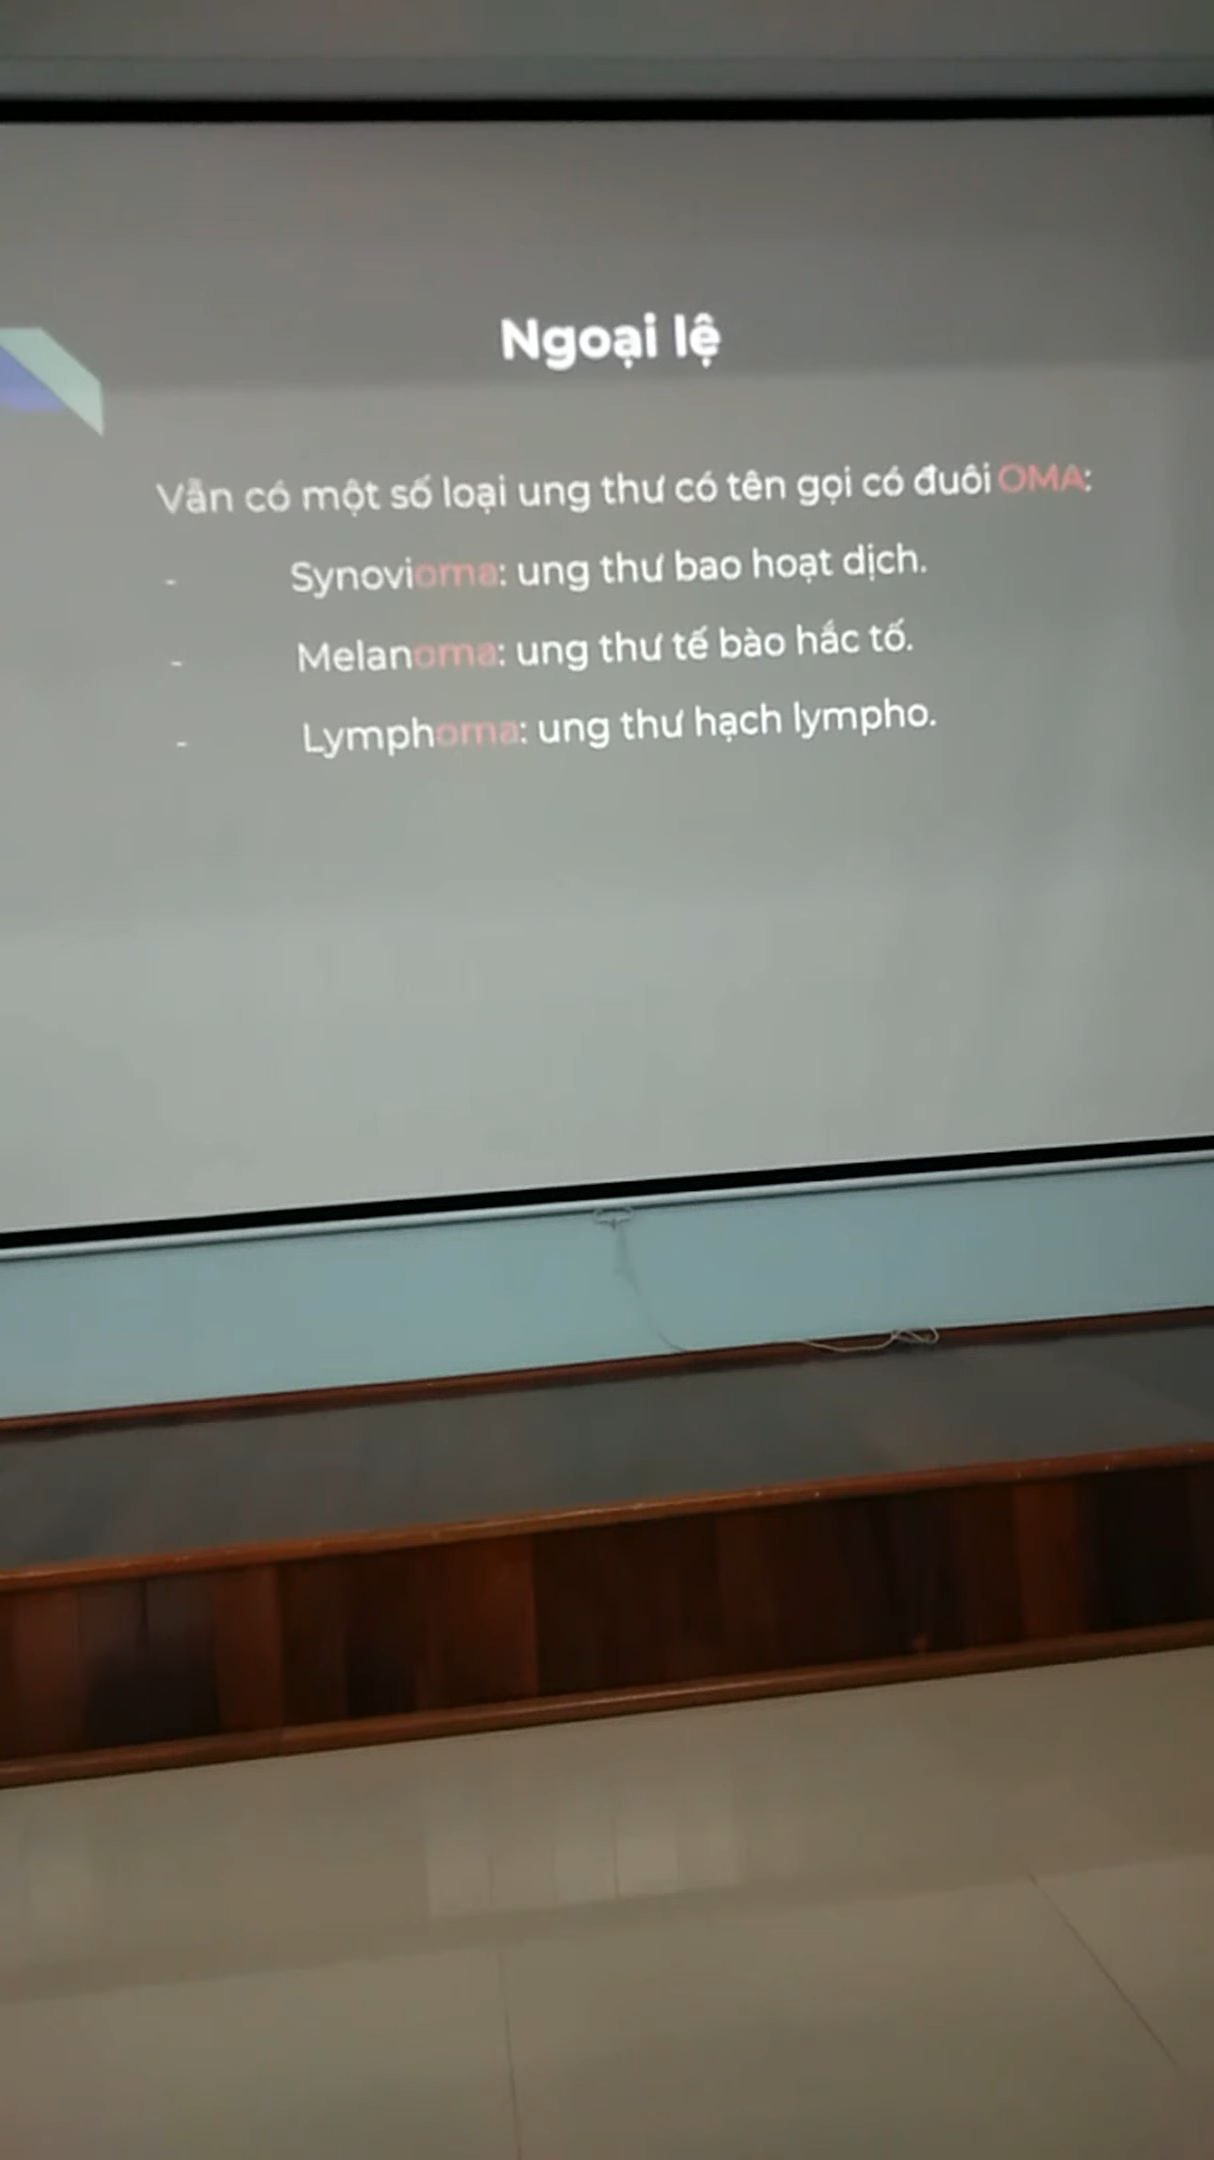 Ngoại lệ
Vẫn có một số loại ung thư có tên gọi có đuôi OMA:
- Synovioma: ung thư bao hoạt dịch.
- Melanoma: ung thư tế bào hắc tố.
- Lymphoma: ung thư hạch lympho.